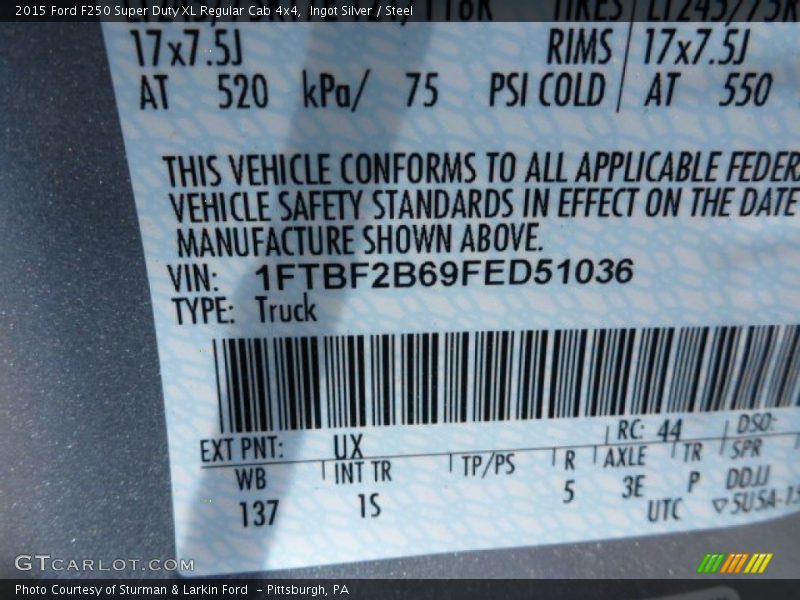 2015 Ford F250 Super Duty XL Regular Cab 4x4, Ingot Silver / Steel
17x7.5J RIMS 17x7.5J
AT 520 kPa/ 75 PSI COLD AT 550
THIS VEHICLE CONFORMS TO ALL APPLICABLE FEDER
VEHICLE SAFETY STANDARDS IN EFFECT ON THE DATE
MANUFACTURE SHOWN ABOVE.
VIN: 1FTBF2B69FED51036
TYPE: Truck
EXT PNT: UX RC: 44 DSO:
WB INT TR TP/PS R AXLE TR SPR
137 1S 5 3E P DDJJ
UTC ▽5USA-15
GTCARLOT.COM
Photo Courtesy of Sturman & Larkin Ford - Pittsburgh, PA